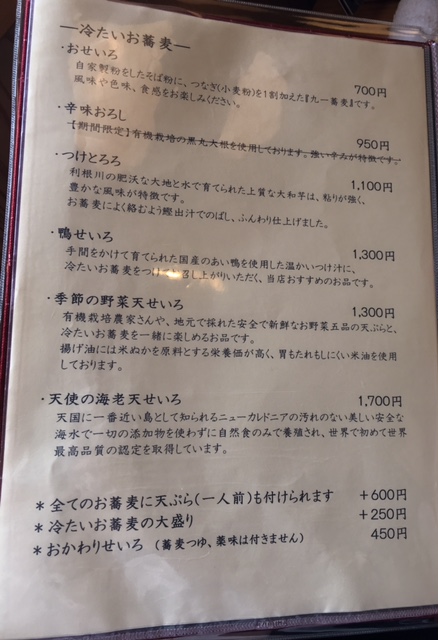 ―冷たいお蕎麦―
・おせいろ 700円
自家製粉をしたそば粉に、つなぎ(小麦粉)を1割加えた『九一蕎麦』です。
風味や色味、食感をお楽しみください。
・辛味おろし 950円
【期間限定】有機栽培の黒丸大根を使用しております。強い辛みが特徴です。
・つけとろろ 1,100円
利根川の肥沃な大地と水で育てられた上質な大和芋は、粘りが強く、
豊かな風味が特徴です。
お蕎麦によく絡むよう鰹出汁でのばし、ふんわり仕上げました。
・鴨せいろ 1,300円
手間をかけて育てられた国産のあい鴨を使用した温かいつけ汁に、
冷たいお蕎麦をつけ 召し上がりいただく、当店おすすめのお品です。
・季節の野菜天せいろ 1,300円
有機栽培農家さんや、地元で採れた安全で新鮮なお野菜五品の天ぷらと、
冷たいお蕎麦を一緒に楽しめるお品です。
揚げ油には米ぬかを原料とする栄養価が高く、胃もたれもしにくい米油を使用
しております。
・天使の海老天せいろ 1,700円
天国に一番近い島として知られるニューカレドニアの汚れのない美しい安全な
海水で一切の添加物を使わずに自然食のみで養殖され、世界で初めて世界
最高品質の認定を取得しています。
＊全てのお蕎麦に天ぷら(一人前)も付けられます +600円
＊冷たいお蕎麦の大盛り +250円
＊おかわりせいろ (蕎麦つゆ、薬味は付きません) 450円